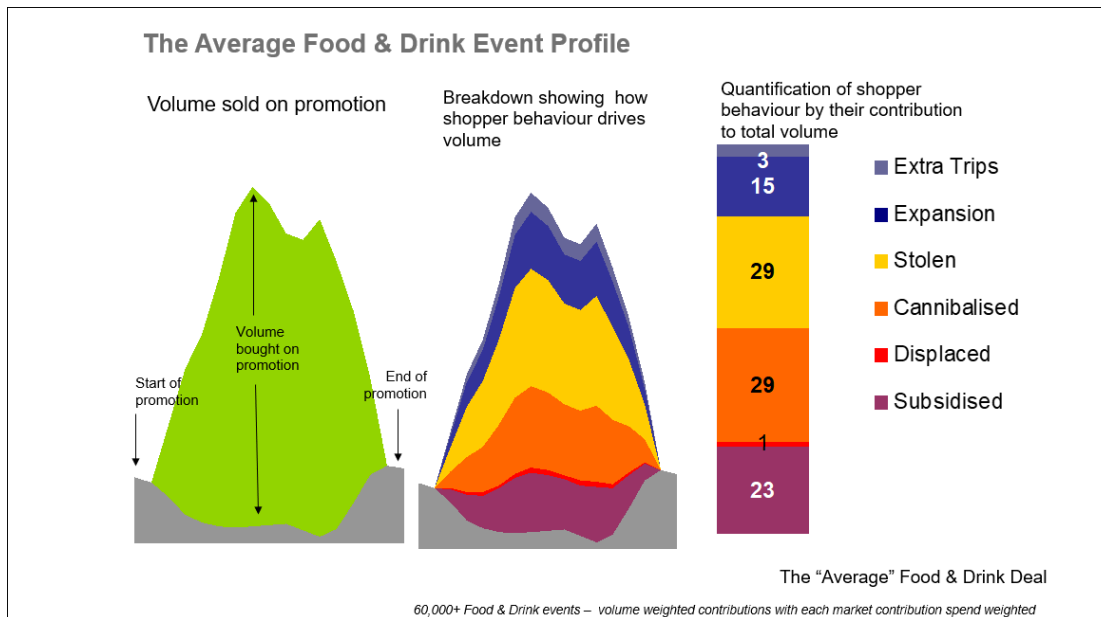 The Average Food & Drink Event Profile
Volume sold on promotion
Breakdown showing how
shopper behaviour drives
volume
Quantification of shopper
behaviour by their contribution
to total volume
Volume
bought on
promotion
Start of
promotion
End of
promotion
3
15
29
29
1
23
Extra Trips
Expansion
Stolen
Cannibalised
Displaced
Subsidised
The “Average” Food & Drink Deal
60,000+ Food & Drink events – volume weighted contributions with each market contribution spend weighted